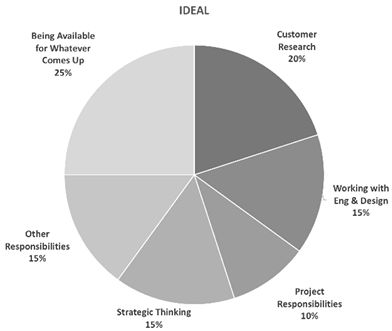 IDEAL
Being Available
for Whatever
Comes Up
25%
Customer
Research
20%
Working with
Eng & Design
15%
Other
Responsibilities
15%
Project
Responsibilities
10%
Strategic Thinking
15%